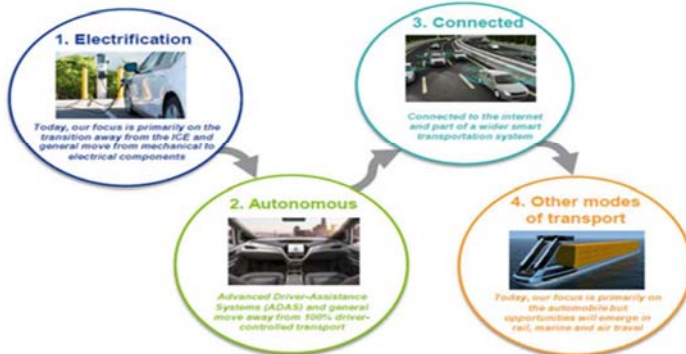 1. Electrification
Today, our focus is primarily on the
transition away from the ICE and
general move from mechanical to
electrical components
2. Autonomous
Advanced Driver-Assistance
Systems (ADAS) and general
move away from 100% driver-
controlled transport
3. Connected
Connected to the internet
and part of a wider smart
transportation system
4. Other modes
of transport
Today, our focus is primarily on
the automobile but
opportunities will emerge in
rail, marine and air travel